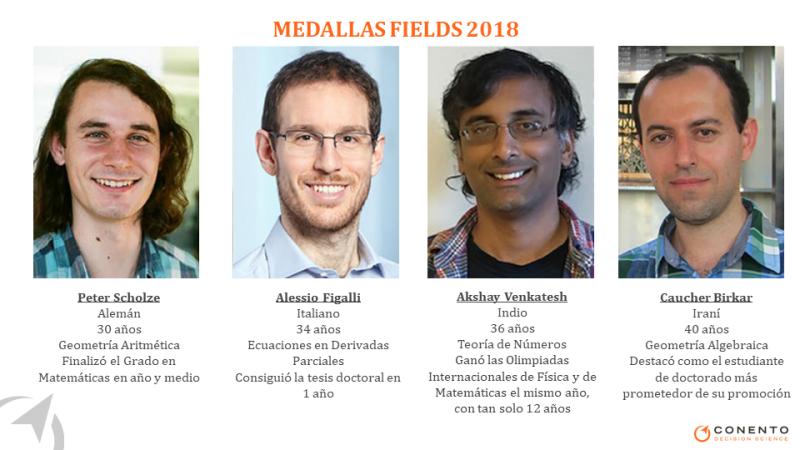 MEDALLAS FIELDS 2018
Peter Scholze
Alemán
30 años
Geometría Aritmética
Finalizó el Grado en
Matemáticas en año y medio
Alessio Figalli
Italiano
34 años
Ecuaciones en Derivadas
Parciales
Consiguió la tesis doctoral en
1 año
Akshay Venkatesh
Indio
36 años
Teoría de Números
Ganó las Olimpiadas
Internacionales de Física y de
Matemáticas el mismo año,
con tan solo 12 años
Caucher Birkar
Iraní
40 años
Geometría Algebraica
Destacó como el estudiante
de doctorado más
prometedor de su promoción
CONENTO
DECISION SCIENCE